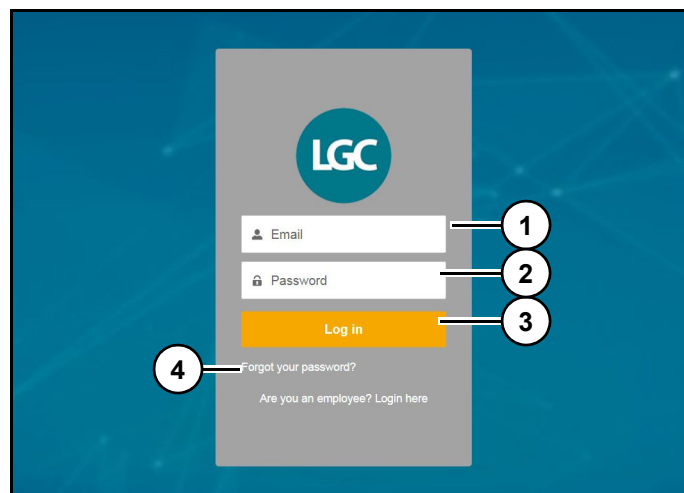 LGC
Email
1
Password
2
Log in
3
4
Forgot your password?
Are you an employee? Login here